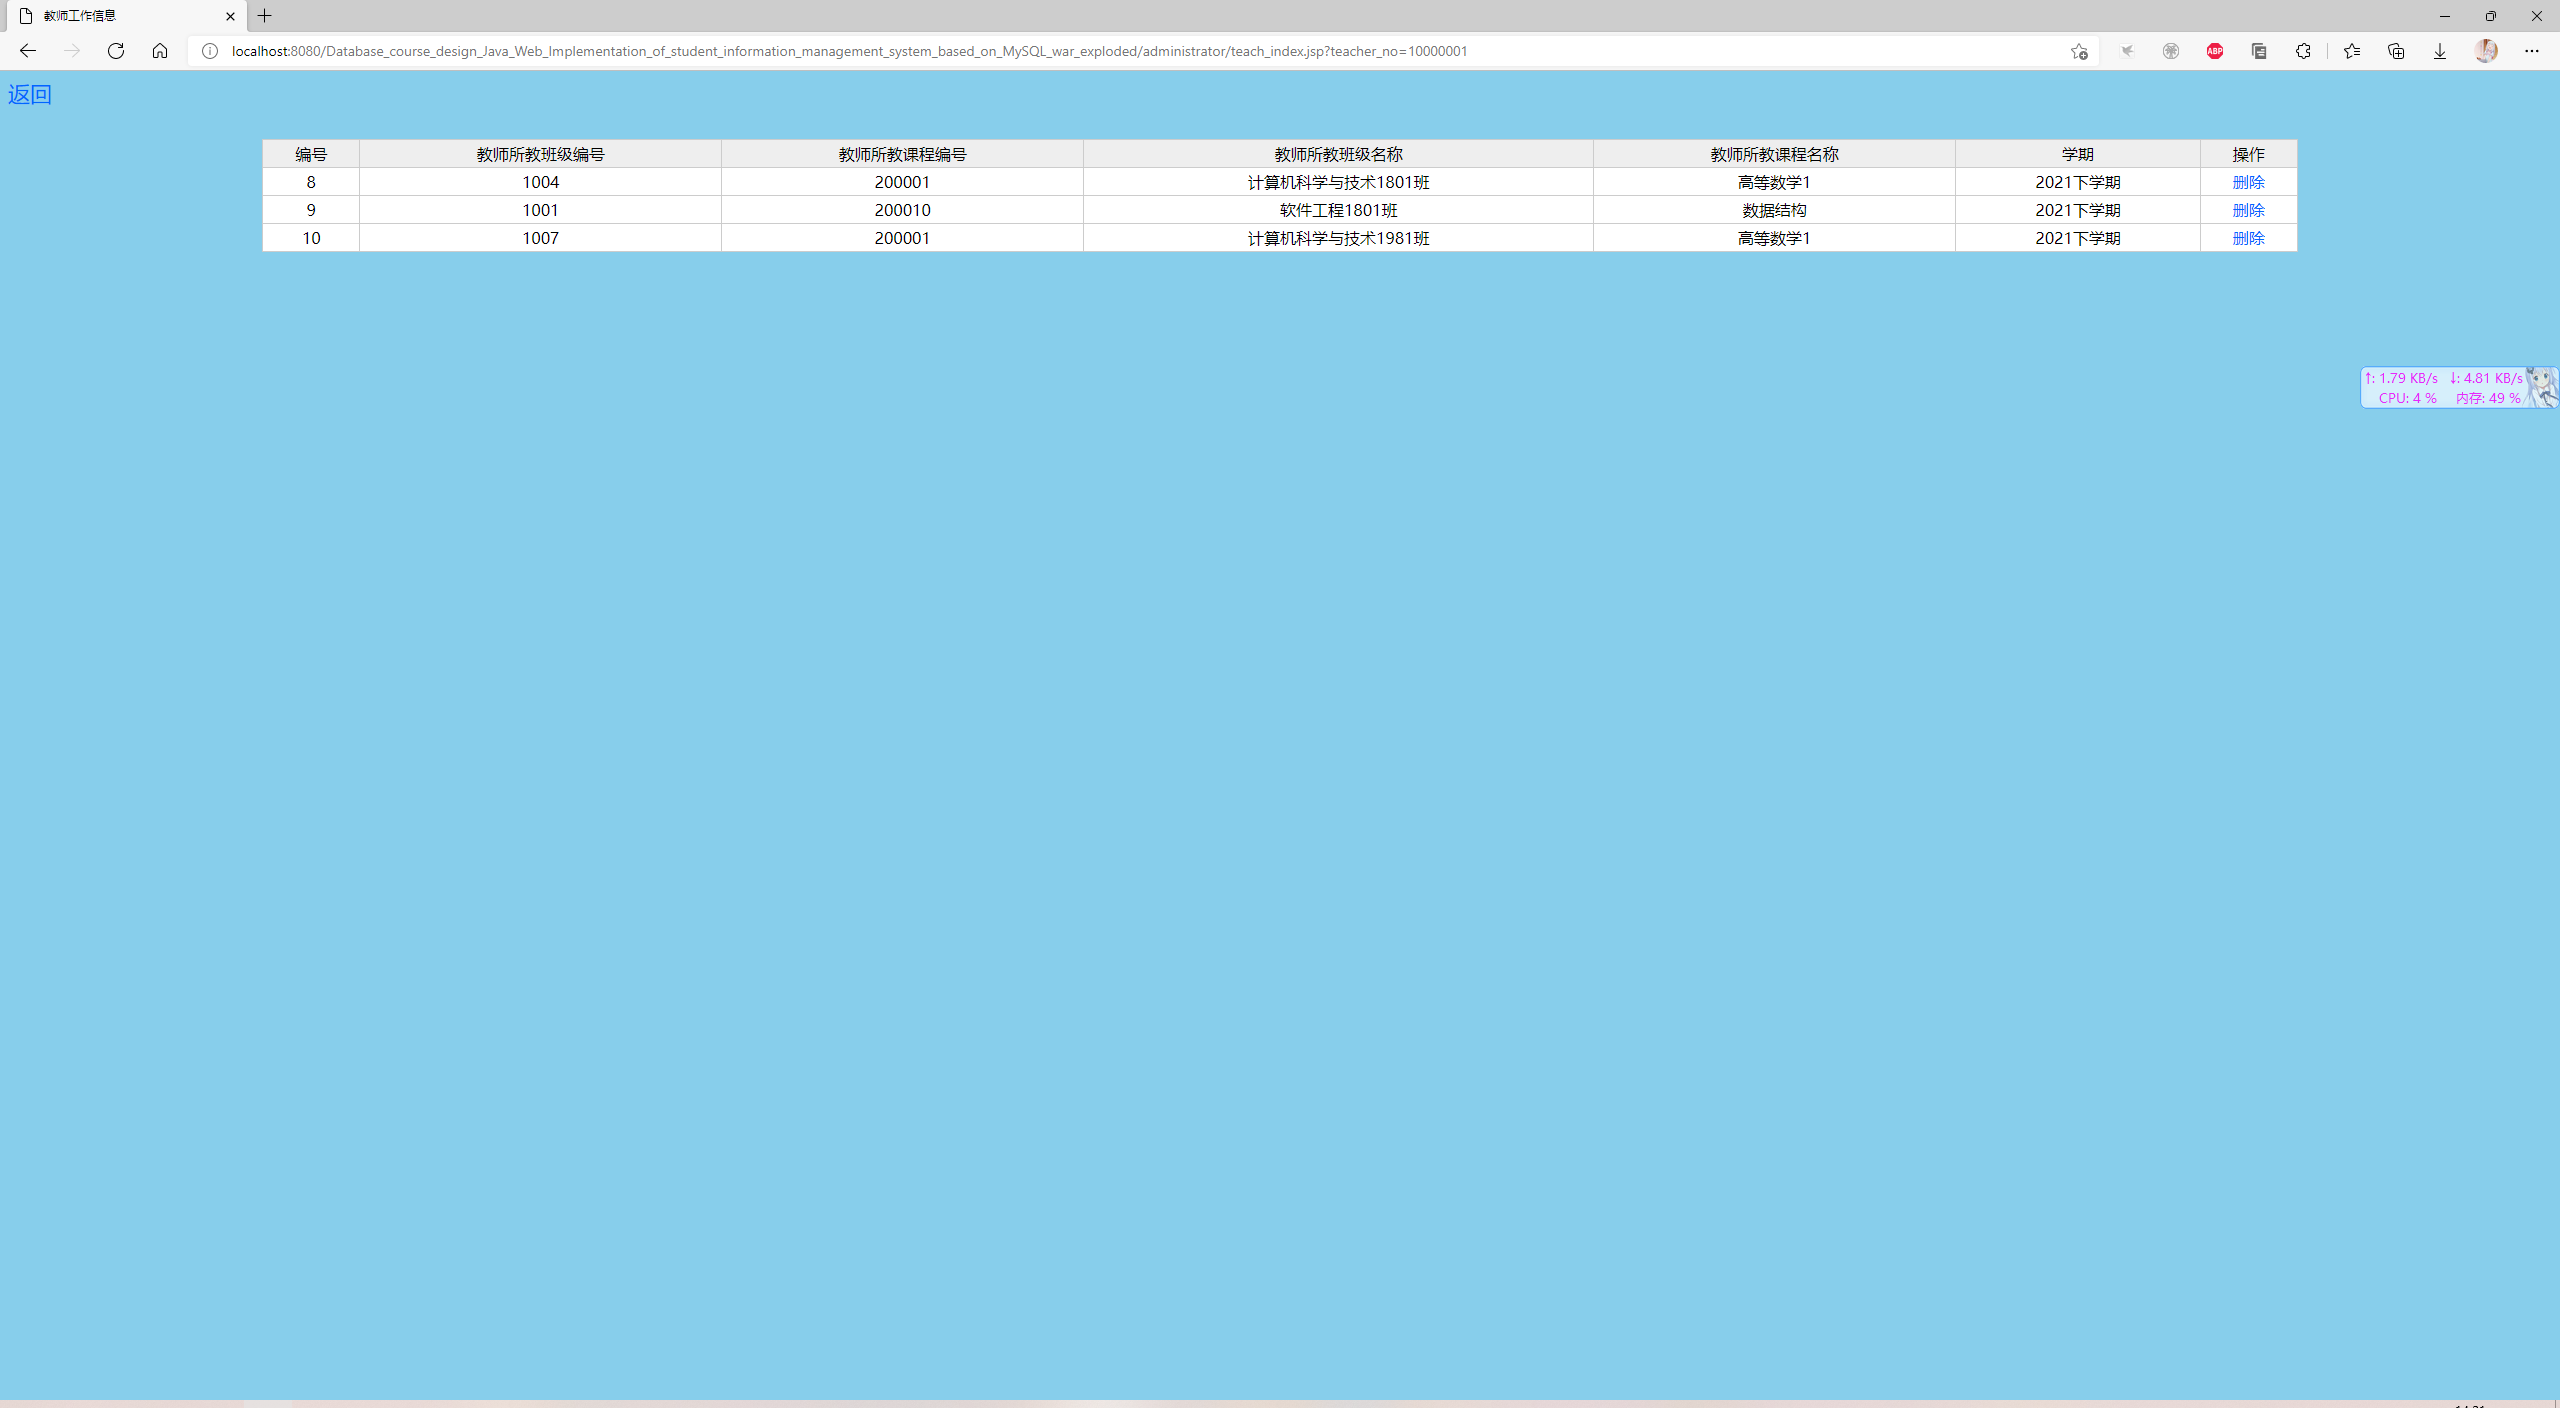 教师工作信息
localhost:8080/Database_course_design_Java_Web_Implementation_of_student_information_management_system_based_on_MySQL_war_exploded/administrator/teach_index.jsp?teacher_no=10000001
ABP
返回
编号 教师所教班级编号 教师所教课程编号 教师所教班级名称 教师所教课程名称 学期 操作
8 1004 200001 计算机科学与技术1801班 高等数学1 2021下学期 删除
9 1001 200010 软件工程1801班 数据结构 2021下学期 删除
10 1007 200001 计算机科学与技术1981班 高等数学1 2021下学期 删除
↑: 1.79 KB/s ↓: 4.81 KB/s
CPU: 4 % 内存: 49 %